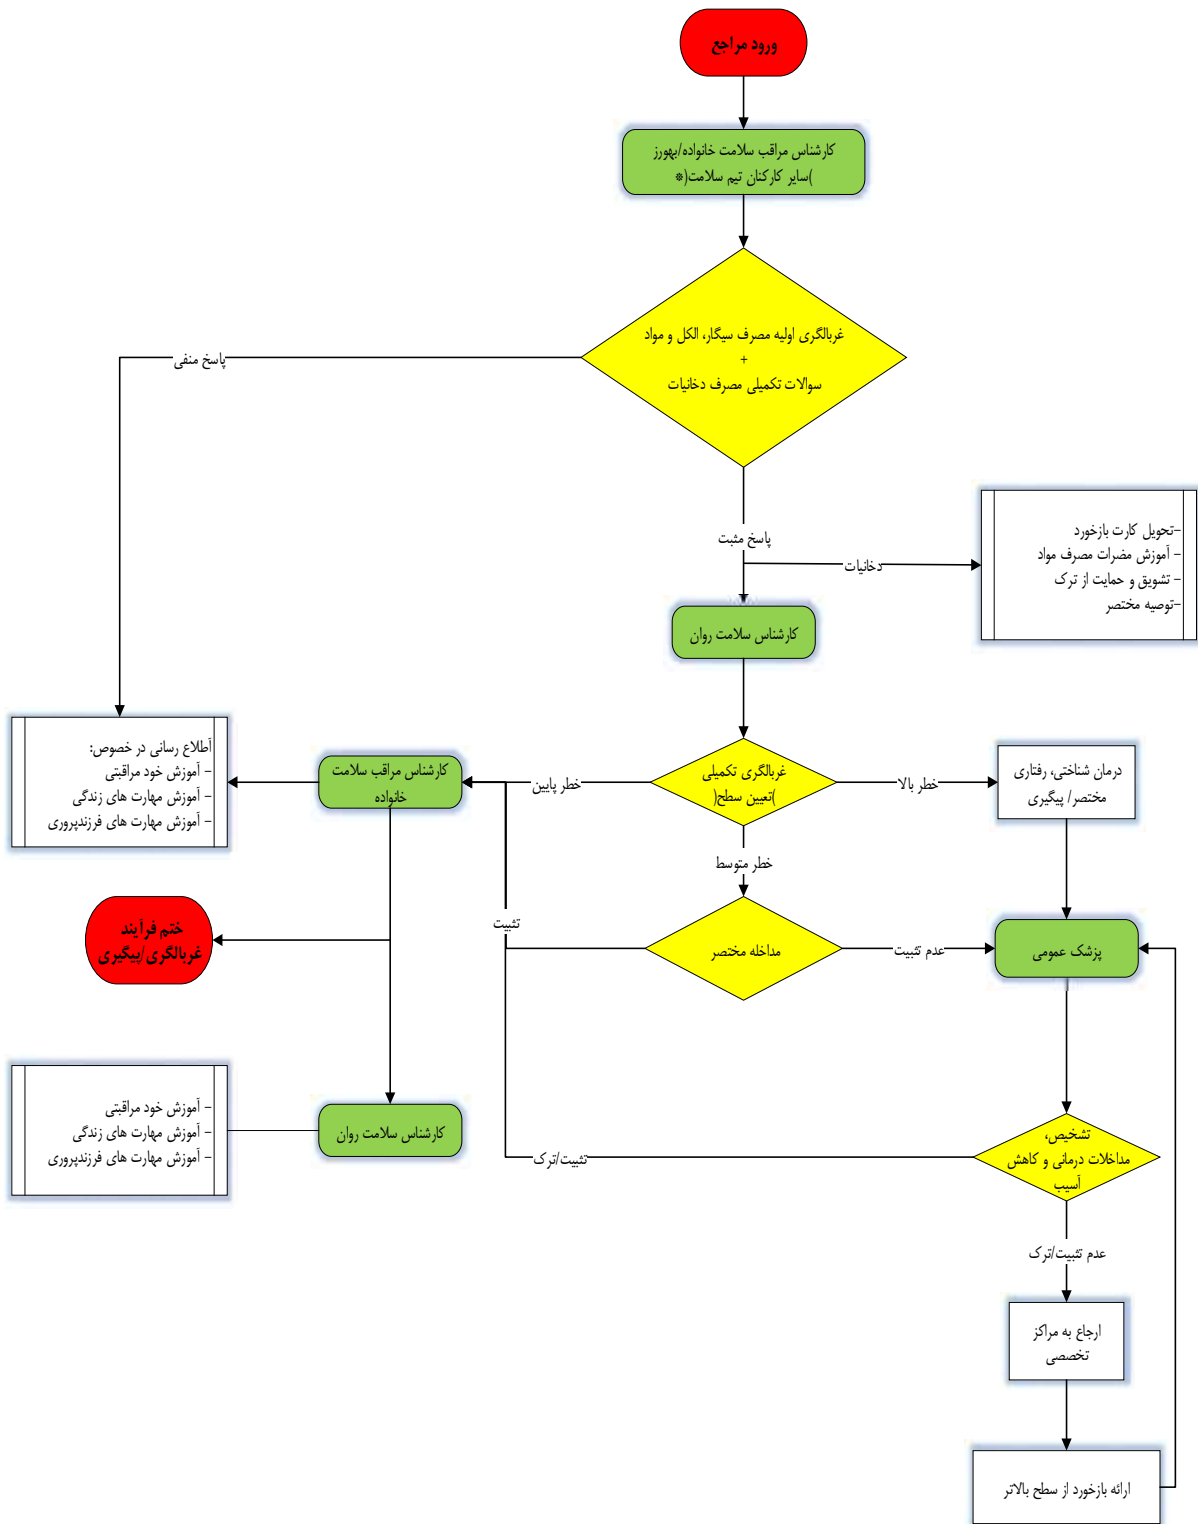 ورود مراجع
کارشناس مراقب سلامت خانواده/بهورز
)سایر کارکنان تیم سلامت(*
غربالگری اولیه مصرف سیگار، الکل و مواد
+
سوالات تکمیلی مصرف دخانیات
پاسخ منفی
پاسخ مثبت
دخانیات
-تحویل کارت بازخورد
- آموزش مضرات مصرف مواد
- تشویق و حمایت از ترک
-توصیه مختصر
کارشناس سلامت روان
غربالگری تکمیلی
)تعیین سطح(
خطر بالا
خطر پایین
خطر متوسط
درمان شناختی، رفتاری
مختصر/ پیگیری
کارشناس مراقب سلامت
خانواده
أطلاع رسانی در خصوص:
- آموزش خود مراقبتی
- آموزش مهارت های زندگی
- آموزش مهارت های فرزندپروری
مداخله مختصر
تثبیت
عدم تثبیت
پزشک عمومی
ختم فرآیند
غربالگری/پیگیری
کارشناس سلامت روان
- آموزش خود مراقبتی
- آموزش مهارت های زندگی
- آموزش مهارت های فرزندپروری
تشخیص،
مداخلات درمانی و کاهش
آسیب
تثبیت/ترک
عدم تثبیت/ترک
ارجاع به مراکز
تخصصی
ارائه بازخورد از سطح بالاتر